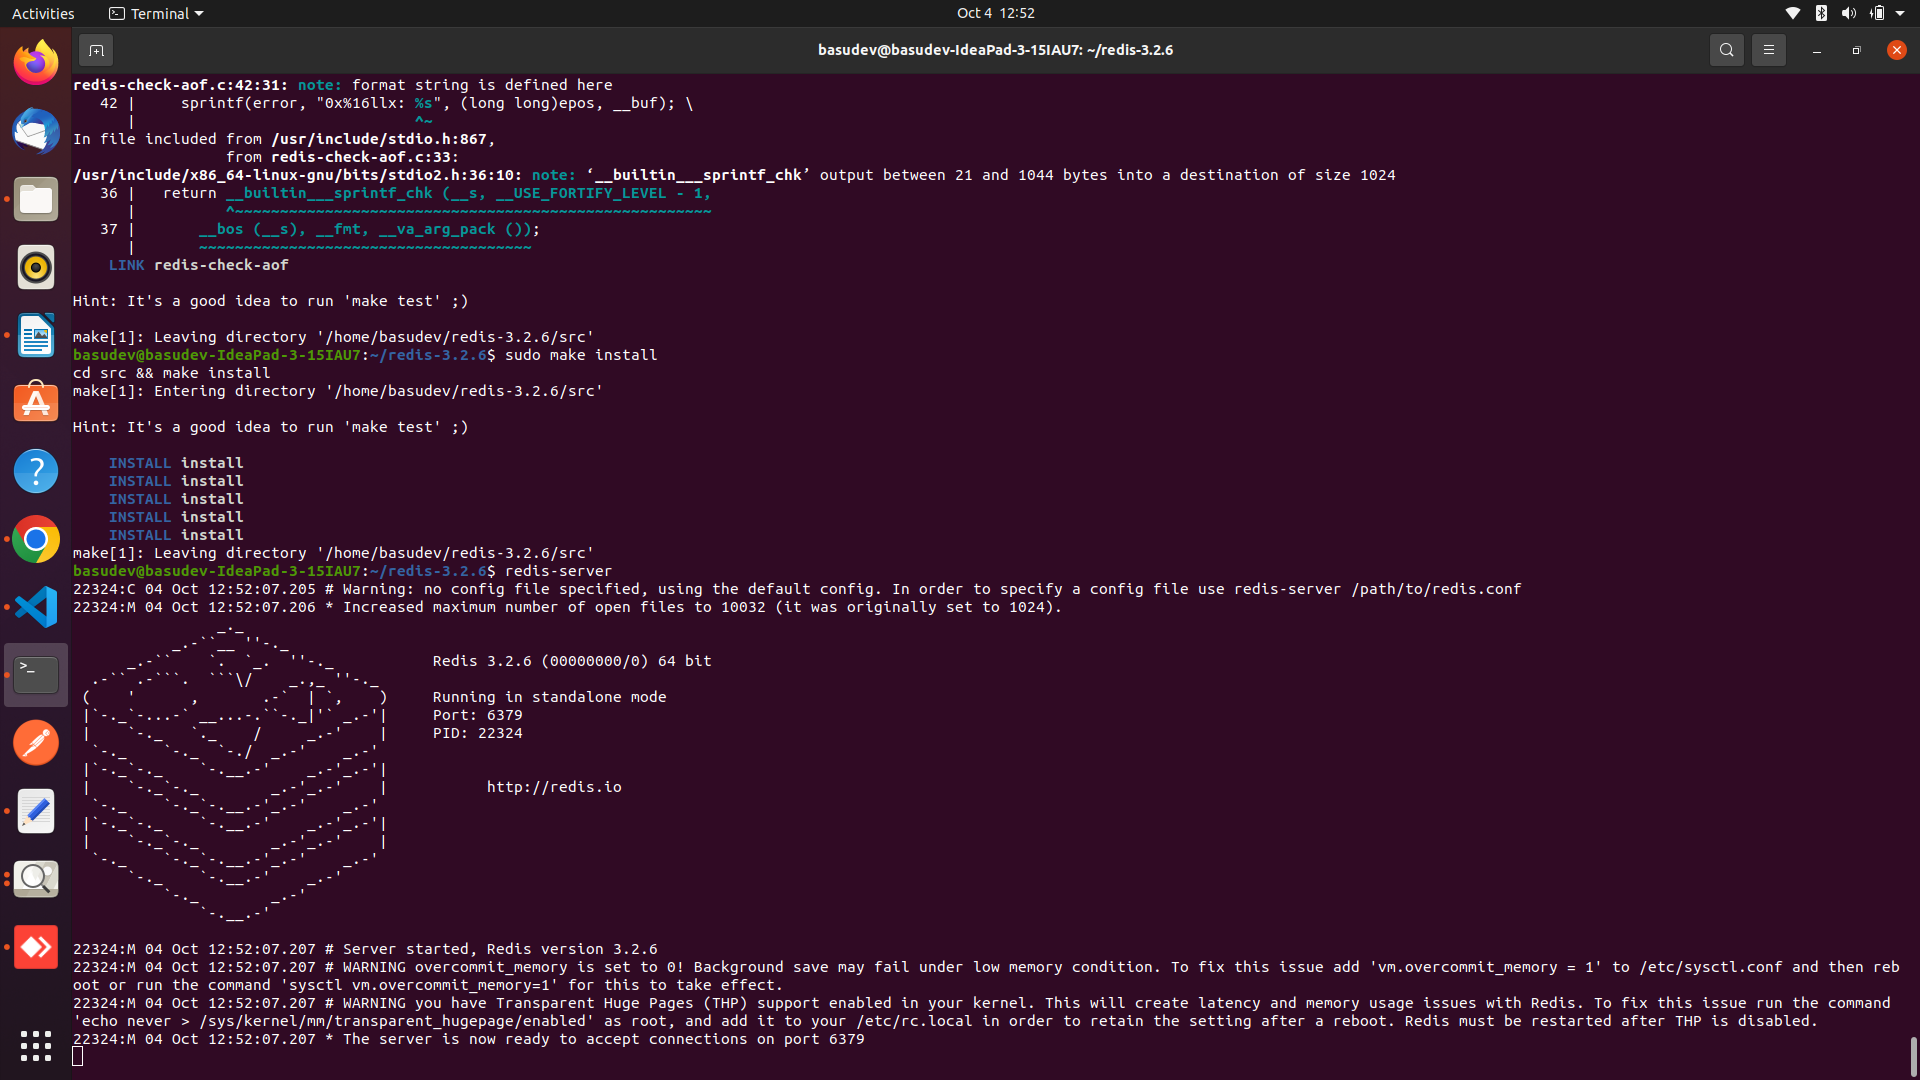 Activities
Terminal
Oct 4 12:52
basudev@basudev-IdeaPad-3-15IAU7: ~/redis-3.2.6
redis-check-aof.c:42:31: note: format string is defined here
   42 |     sprintf(error, "0x%16llx: %s", (long long)epos, __buf); \
      |                               ^~
In file included from /usr/include/stdio.h:867,
                 from redis-check-aof.c:33:
/usr/include/x86_64-linux-gnu/bits/stdio2.h:36:10: note: ‘__builtin___sprintf_chk’ output between 21 and 1044 bytes into a destination of size 1024
   36 |   return __builtin___sprintf_chk (__s, __USE_FORTIFY_LEVEL - 1,
      |          ^~~~~~~~~~~~~~~~~~~~~~~~~~~~~~~~~~~~~~~~~~~~~~~~~~~~~~
   37 |       __bos (__s), __fmt, __va_arg_pack ());
      |       ~~~~~~~~~~~~~~~~~~~~~~~~~~~~~~~~~~~~~
    LINK redis-check-aof
Hint: It's a good idea to run 'make test' ;)
make[1]: Leaving directory '/home/basudev/redis-3.2.6/src'
basudev@basudev-IdeaPad-3-15IAU7:~/redis-3.2.6$ sudo make install
cd src && make install
make[1]: Entering directory '/home/basudev/redis-3.2.6/src'
Hint: It's a good idea to run 'make test' ;)
    INSTALL install
    INSTALL install
    INSTALL install
    INSTALL install
    INSTALL install
make[1]: Leaving directory '/home/basudev/redis-3.2.6/src'
basudev@basudev-IdeaPad-3-15IAU7:~/redis-3.2.6$ redis-server
22324:C 04 Oct 12:52:07.205 # Warning: no config file specified, using the default config. In order to specify a config file use redis-server /path/to/redis.conf
22324:M 04 Oct 12:52:07.206 * Increased maximum number of open files to 10032 (it was originally set to 1024).
Redis 3.2.6 (00000000/0) 64 bit
Running in standalone mode
Port: 6379
PID: 22324
http://redis.io
22324:M 04 Oct 12:52:07.207 # Server started, Redis version 3.2.6
22324:M 04 Oct 12:52:07.207 # WARNING overcommit_memory is set to 0! Background save may fail under low memory condition. To fix this issue add 'vm.overcommit_memory = 1' to /etc/sysctl.conf and then reb
oot or run the command 'sysctl vm.overcommit_memory=1' for this to take effect.
22324:M 04 Oct 12:52:07.207 # WARNING you have Transparent Huge Pages (THP) support enabled in your kernel. This will create latency and memory usage issues with Redis. To fix this issue run the command
'echo never > /sys/kernel/mm/transparent_hugepage/enabled' as root, and add it to your /etc/rc.local in order to retain the setting after a reboot. Redis must be restarted after THP is disabled.
22324:M 04 Oct 12:52:07.207 * The server is now ready to accept connections on port 6379